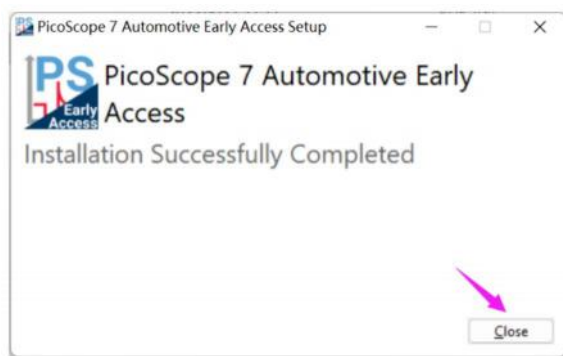 PicoScope 7 Automotive Early Access Setup
PS
Early
Access
PicoScope 7 Automotive Early
Access
Installation Successfully Completed
Close